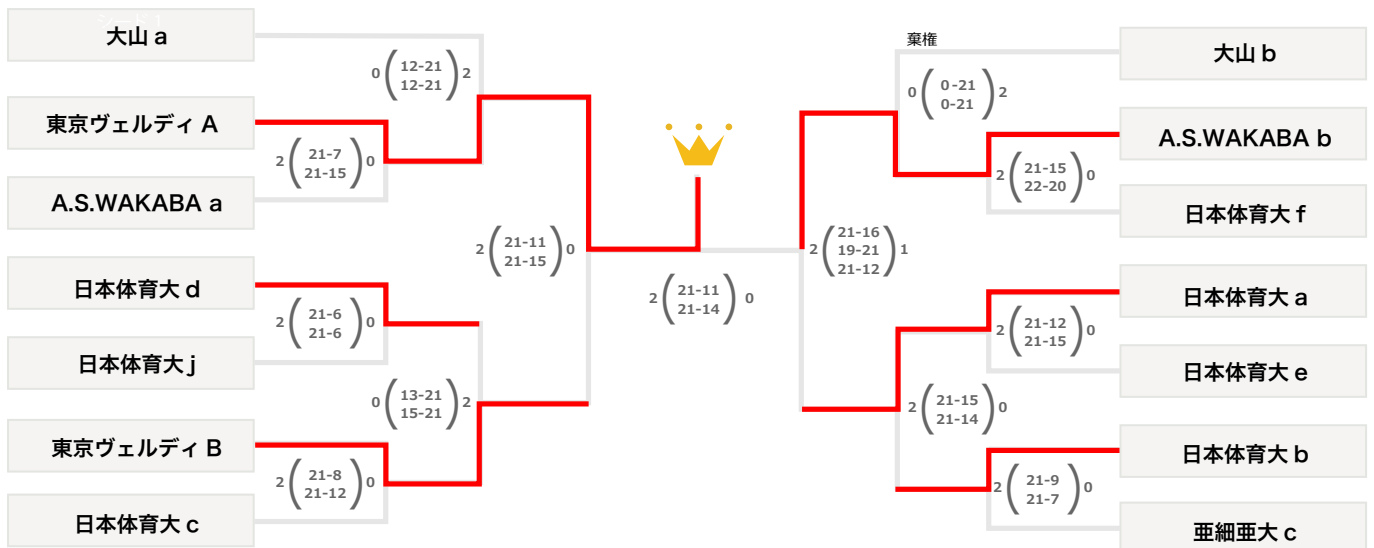 シード 1
大山 a
東京ヴェルディ A
A.S.WAKABA a
日本体育大 d
日本体育大 j
東京ヴェルディ B
日本体育大 c
0 ( 12-21
12-21 ) 2
2 ( 21-7
21-15 ) 0
2 ( 21-11
21-15 ) 0
2 ( 21-6
21-6 ) 0
0 ( 13-21
15-21 ) 2
2 ( 21-8
21-12 ) 0
2 ( 21-11
21-14 ) 0
棄権
0 ( 0-21
0-21 ) 2
2 ( 21-15
22-20 ) 0
2 ( 21-16
19-21
21-12 ) 1
2 ( 21-12
21-15 ) 0
2 ( 21-15
21-14 ) 0
2 ( 21-9
21-7 ) 0
大山 b
A.S.WAKABA b
日本体育大 f
日本体育大 a
日本体育大 e
日本体育大 b
亜細亜大 c